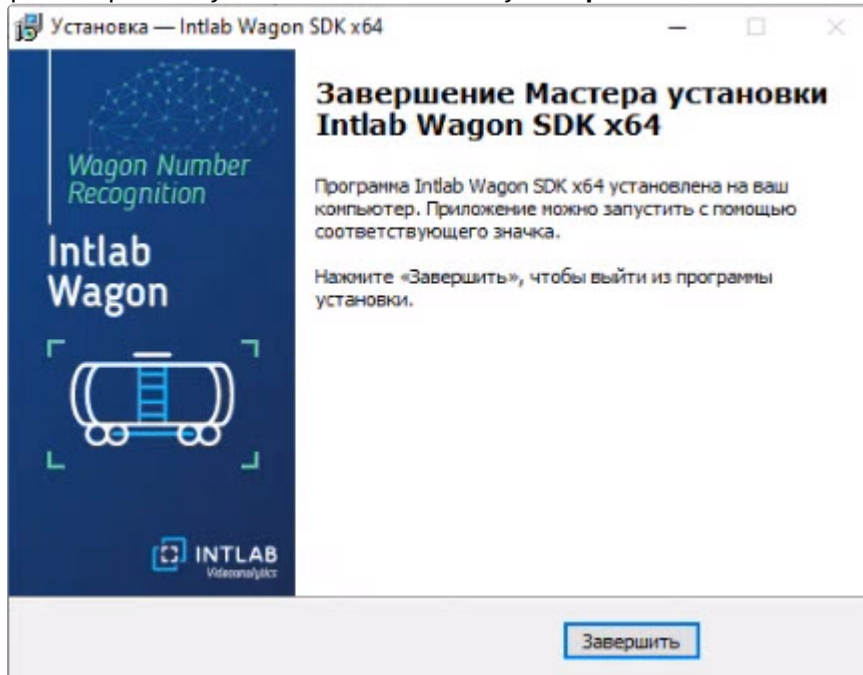 Установка — Intlab Wagon SDK x64
Wagon Number
Recognition
Intlab
Wagon
INTLAB
Videoanalytics
Завершение Мастера установки
Intlab Wagon SDK x64
Программа Intlab Wagon SDK x64 установлена на ваш
компьютер. Приложение можно запустить с помощью
соответствующего значка.
Нажмите «Завершить», чтобы выйти из программы
установки.
Завершить